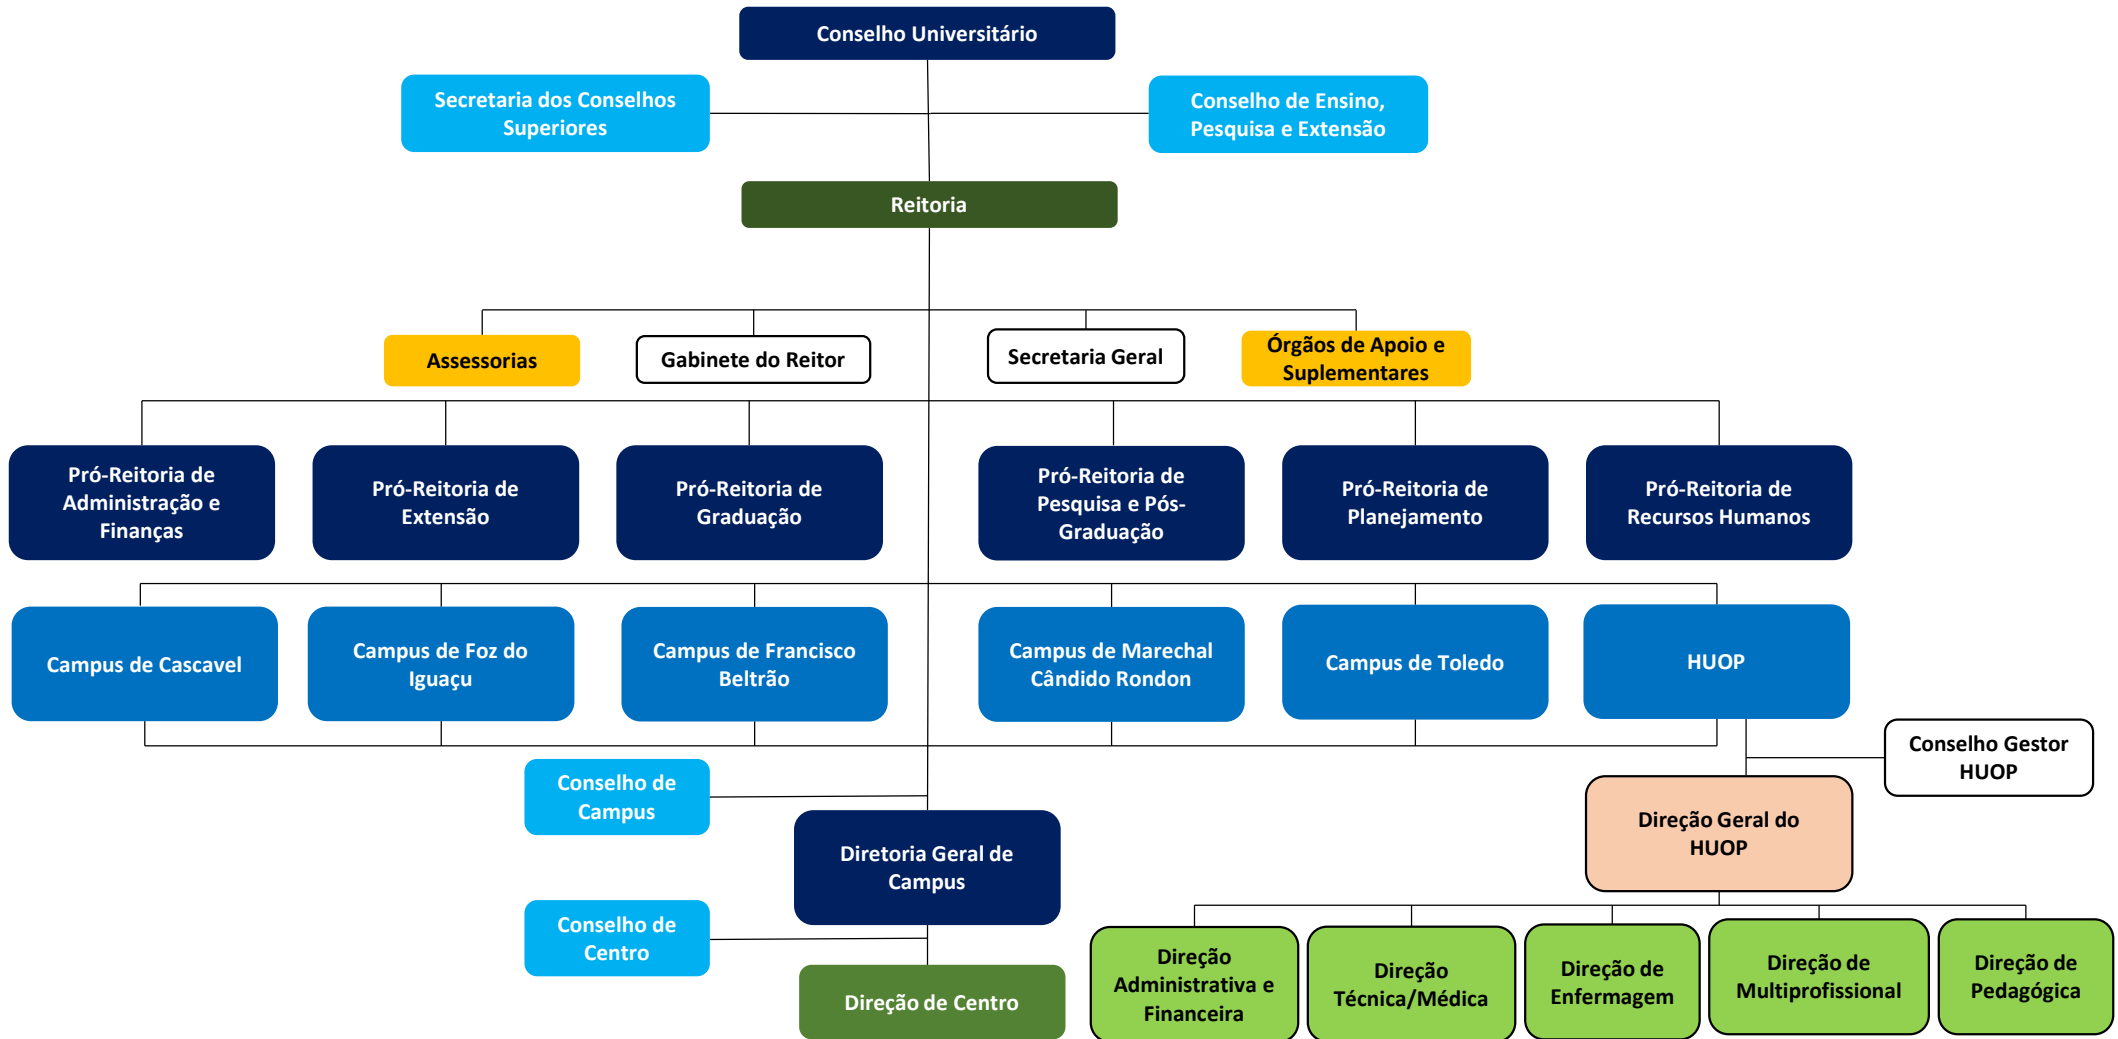 Conselho Universitário
Secretaria dos Conselhos
Superiores
Conselho de Ensino,
Pesquisa e Extensão
Reitoria
Assessorias
Gabinete do Reitor
Secretaria Geral
Órgãos de Apoio e
Suplementares
Pró-Reitoria de
Administração e
Finanças
Pró-Reitoria de
Extensão
Pró-Reitoria de
Graduação
Pró-Reitoria de
Pesquisa e Pós-
Graduação
Pró-Reitoria de
Planejamento
Pró-Reitoria de
Recursos Humanos
Campus de Cascavel
Campus de Foz do
Iguaçu
Campus de Francisco
Beltrão
Campus de Marechal
Cândido Rondon
Campus de Toledo
HUOP
Conselho Gestor
HUOP
Conselho de
Campus
Direção Geral do
HUOP
Diretoria Geral de
Campus
Conselho de
Centro
Direção de Centro
Direção
Administrativa e
Financeira
Direção
Técnica/Médica
Direção de
Enfermagem
Direção de
Multiprofissional
Direção de
Pedagógica